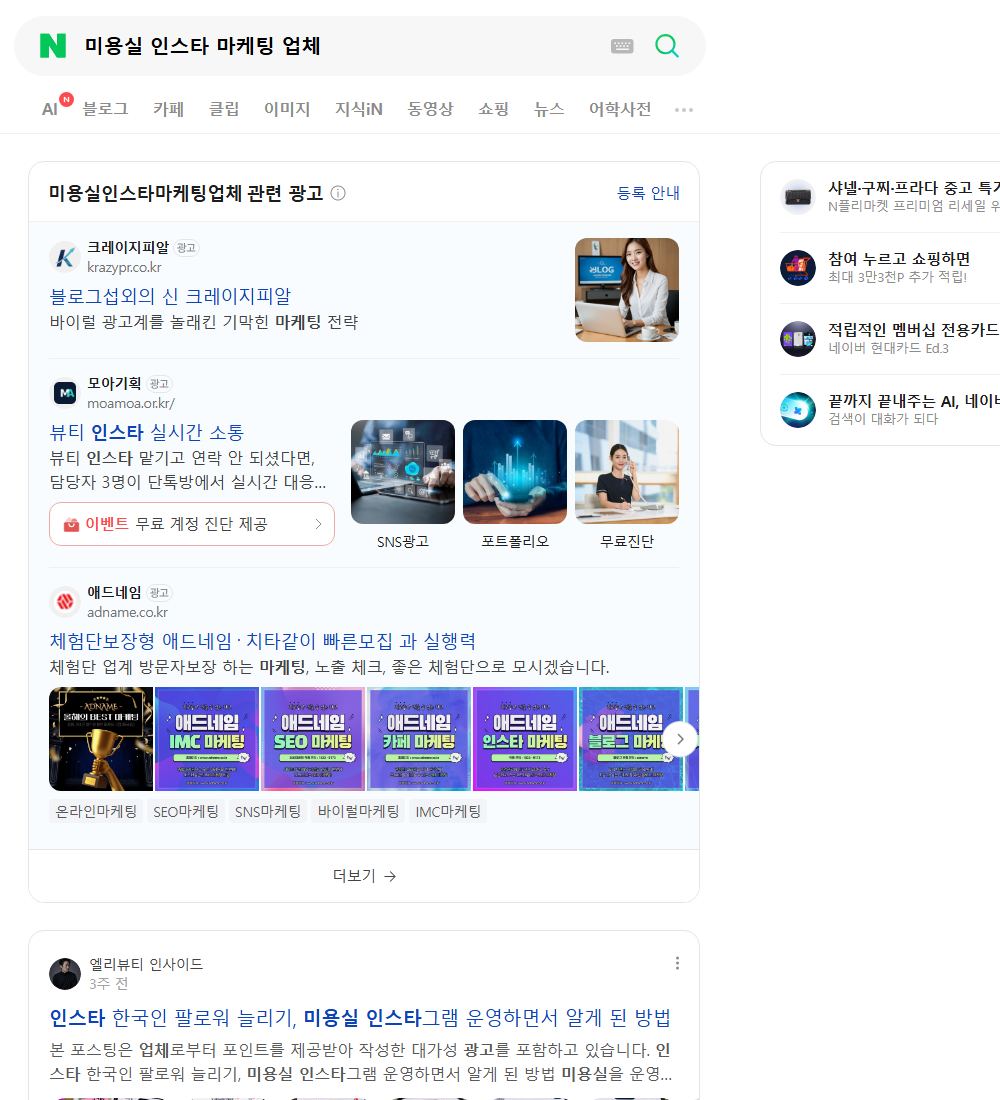 N 미용실 인스타 마케팅 업체
AI N 블로그 카페 클립 이미지 지식iN 동영상 쇼핑 뉴스 어학사전 ···
미용실인스타마케팅업체 관련 광고
등록 안내
크레이지피알 광고
krazypr.co.kr
블로그섭외의 신 크레이지피알
바이럴 광고계를 놀래킨 기막힌 마케팅 전략
BLOG
모아기획 광고
moamoa.or.kr/
뷰티 인스타 실시간 소통
뷰티 인스타 맡기고 연락 안 되셨다면,
담당자 3명이 단톡방에서 실시간 대응...
이벤트 무료 계정 진단 제공
SNS광고
포트폴리오
무료진단
애드네임 광고
adname.co.kr
체험단보장형 애드네임 · 치타같이 빠른모집 과 실행력
체험단 업계 방문자보장 하는 마케팅, 노출 체크, 좋은 체험단으로 모시겠습니다.
ADNAME
올해의 BEST 마케팅
애드네임
IMC 마케팅
애드네임
SEO 마케팅
애드네임
카페 마케팅
애드네임
인스타 마케팅
애드네임
블로그 마케
온라인마케팅 SEO마케팅 SNS마케팅 바이럴마케팅 IMC마케팅
더보기 →
엘리뷰티 인사이드
3주 전
인스타 한국인 팔로워 늘리기, 미용실 인스타그램 운영하면서 알게 된 방법
본 포스팅은 업체로부터 포인트를 제공받아 작성한 대가성 광고를 포함하고 있습니다. 인
스타 한국인 팔로워 늘리기, 미용실 인스타그램 운영하면서 알게 된 방법 미용실을 운영...
샤넬·구찌·프라다 중고 특가
N플리마켓 프리미엄 리세일 위
참여 누르고 쇼핑하면
최대 3만3천P 추가 적립!
적립적인 멤버십 전용카드
네이버 현대카드 Ed.3
끝까지 끝내주는 AI, 네이버
검색이 대화가 되다